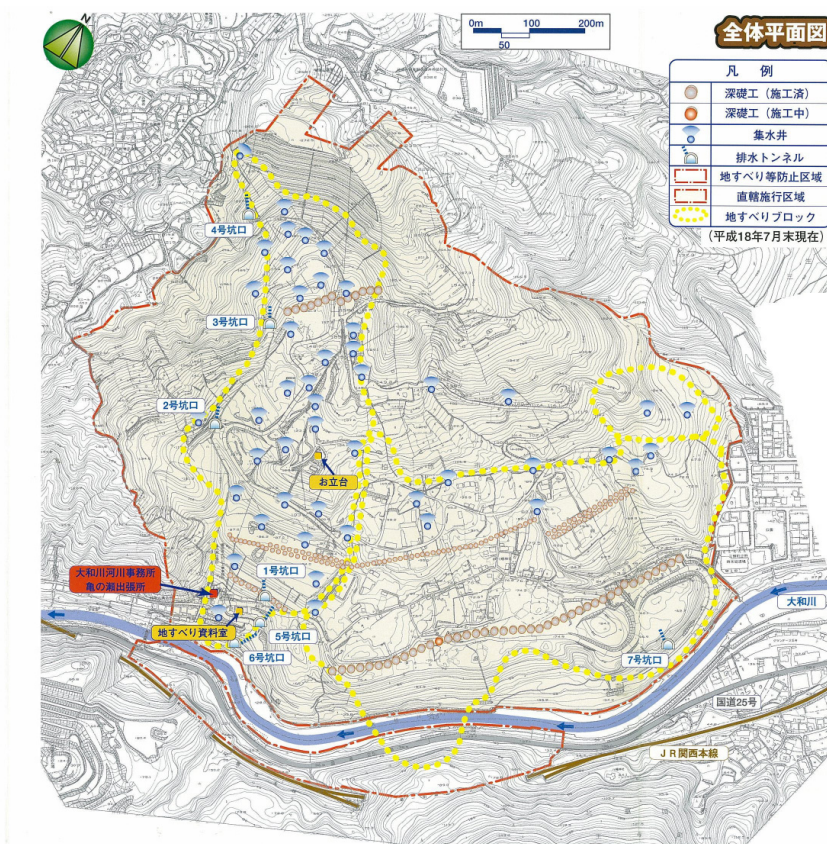 N
0m 100 200m
50
全体平面図
凡 例
深礎工（施工済）
深礎工（施工中）
集水井
排水トンネル
地すべり等防止区域
直轄施行区域
地すべりブロック
（平成18年7月末現在）
4号坑口
3号坑口
2号坑口
お立台
1号坑口
大和川河川事務所
亀の瀬出張所
大和川
地すべり資料室
5号坑口
6号坑口
7号坑口
国道25号
JR関西本線